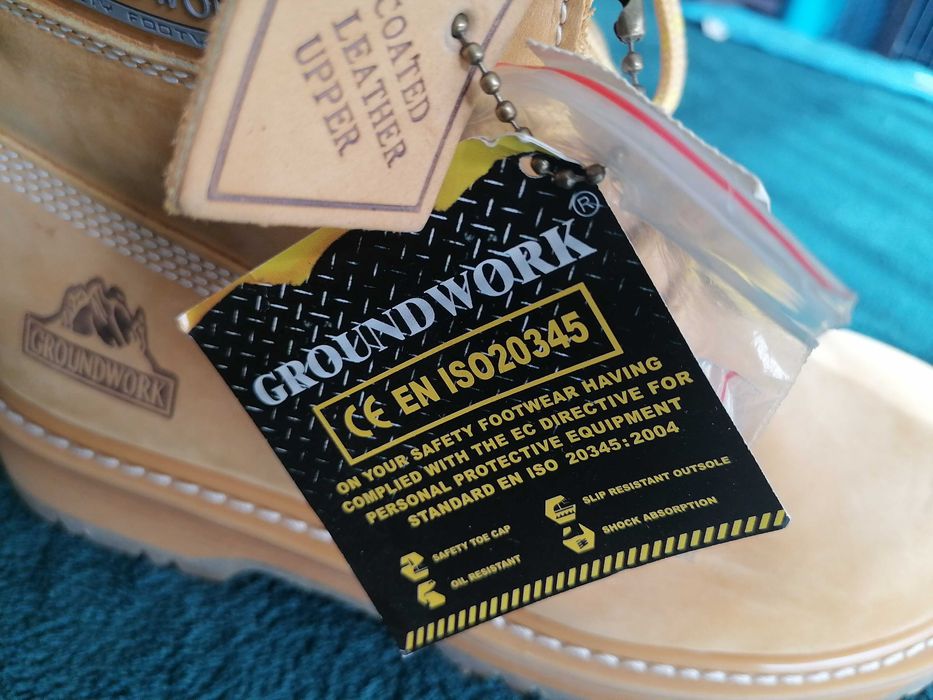 COATED
LEATHER
UPPER
GROUNDWORK®
CE EN ISO20345
ON YOUR SAFETY FOOTWEAR HAVING
COMPLIED WITH THE EC DIRECTIVE FOR
PERSONAL PROTECTIVE EQUIPMENT
STANDARD EN ISO 20345:2004
SAFETY TOE CAP
OIL RESISTANT
SLIP RESISTANT OUTSOLE
SHOCK ABSORPTION
GROUNDWORK